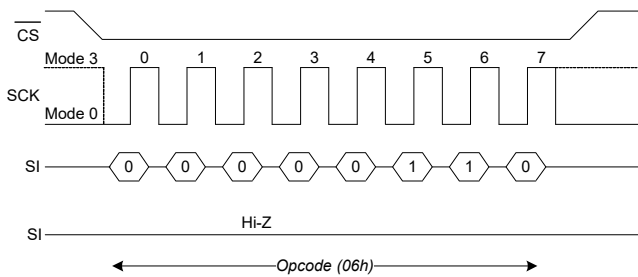 CS
Mode 3 0 1 2 3 4 5 6 7
SCK
Mode 0
SI 0 0 0 0 0 1 1 0
Hi-Z
SI
Opcode (06h)